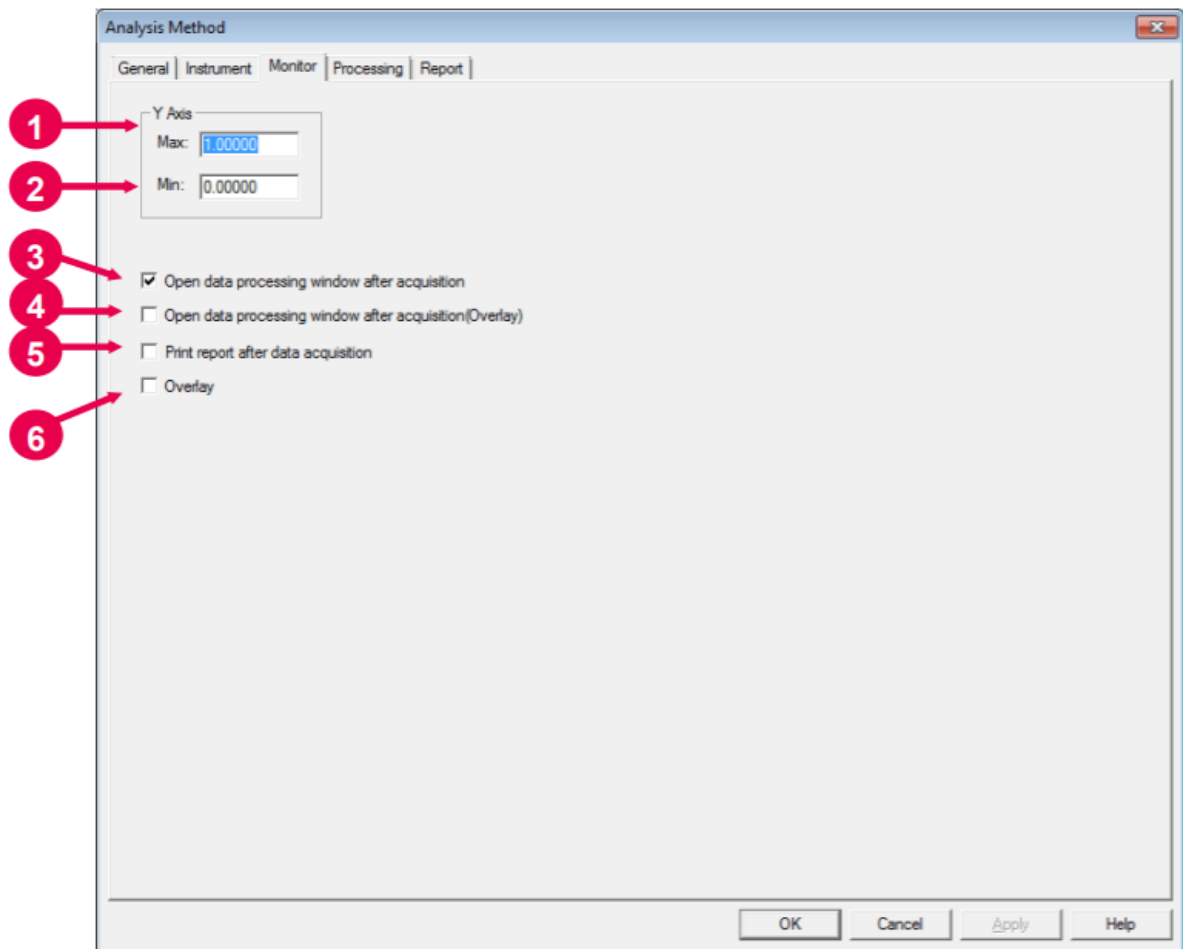 Analysis Method
General Instrument Monitor Processing Report
Y Axis
1
Max: 1.00000
2
Min: 0.00000
3
Open data processing window after acquisition
4
Open data processing window after acquisition(Overlay)
5
Print report after data acquisition
6
Overlay
OK Cancel Apply Help